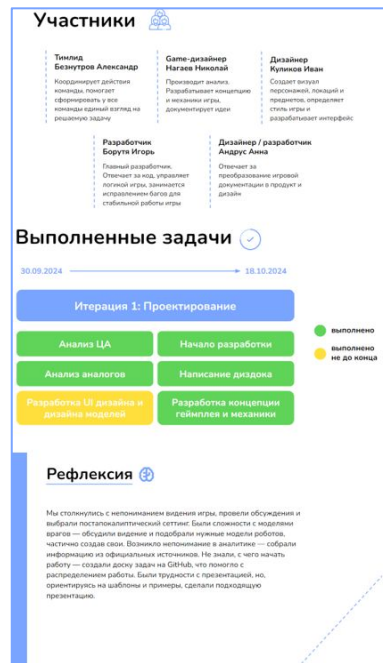 Участники
Тимлид
Безнутров Александр
Координирует действия
команды, помогает
сформировать у все
команды единый взгляд на
решаемую задачу
Game-дизайнер
Нагаев Николай
Производит анализ.
Разрабатывает концепцию
и механики игры,
документирует идеи
Дизайнер
Куликов Иван
Создает визуал
персонажей, локаций и
предметов, определяет
стиль игры и
разрабатывает интерфейс
Разработчик
Борутя Игорь
Главный разработчик.
Отвечает за код, управляет
логикой игры, занимается
исправлением багов для
стабильной работы игры
Дизайнер / разработчик
Андрус Анна
Отвечает за
преобразование игровой
документации в продукт и
дизайн
Выполненные задачи
30.09.2024
18.10.2024
Итерация 1: Проектирование
Анализ ЦА
Начало разработки
Анализ аналогов
Написание диздока
Разработка UI дизайна и
дизайна моделей
Разработка концепции
геймплея и механики
выполнено
выполнено
не до конца
Рефлексия
Мы столкнулись с непониманием видения игры, провели обсуждения и
выбрали постапокалиптический сеттинг. Были сложности с моделями
врагов — обсудили видение и подобрали нужные модели роботов,
частично создав свои. Возникло непонимание в аналитике — собрали
информацию из официальных источников. Не знали, с чего начать
работу — создали доску задач на GitHub, что помогло с
распределением работы. Были трудности с презентацией, но,
ориентируясь на шаблоны и примеры, сделали подходящую
презентацию.